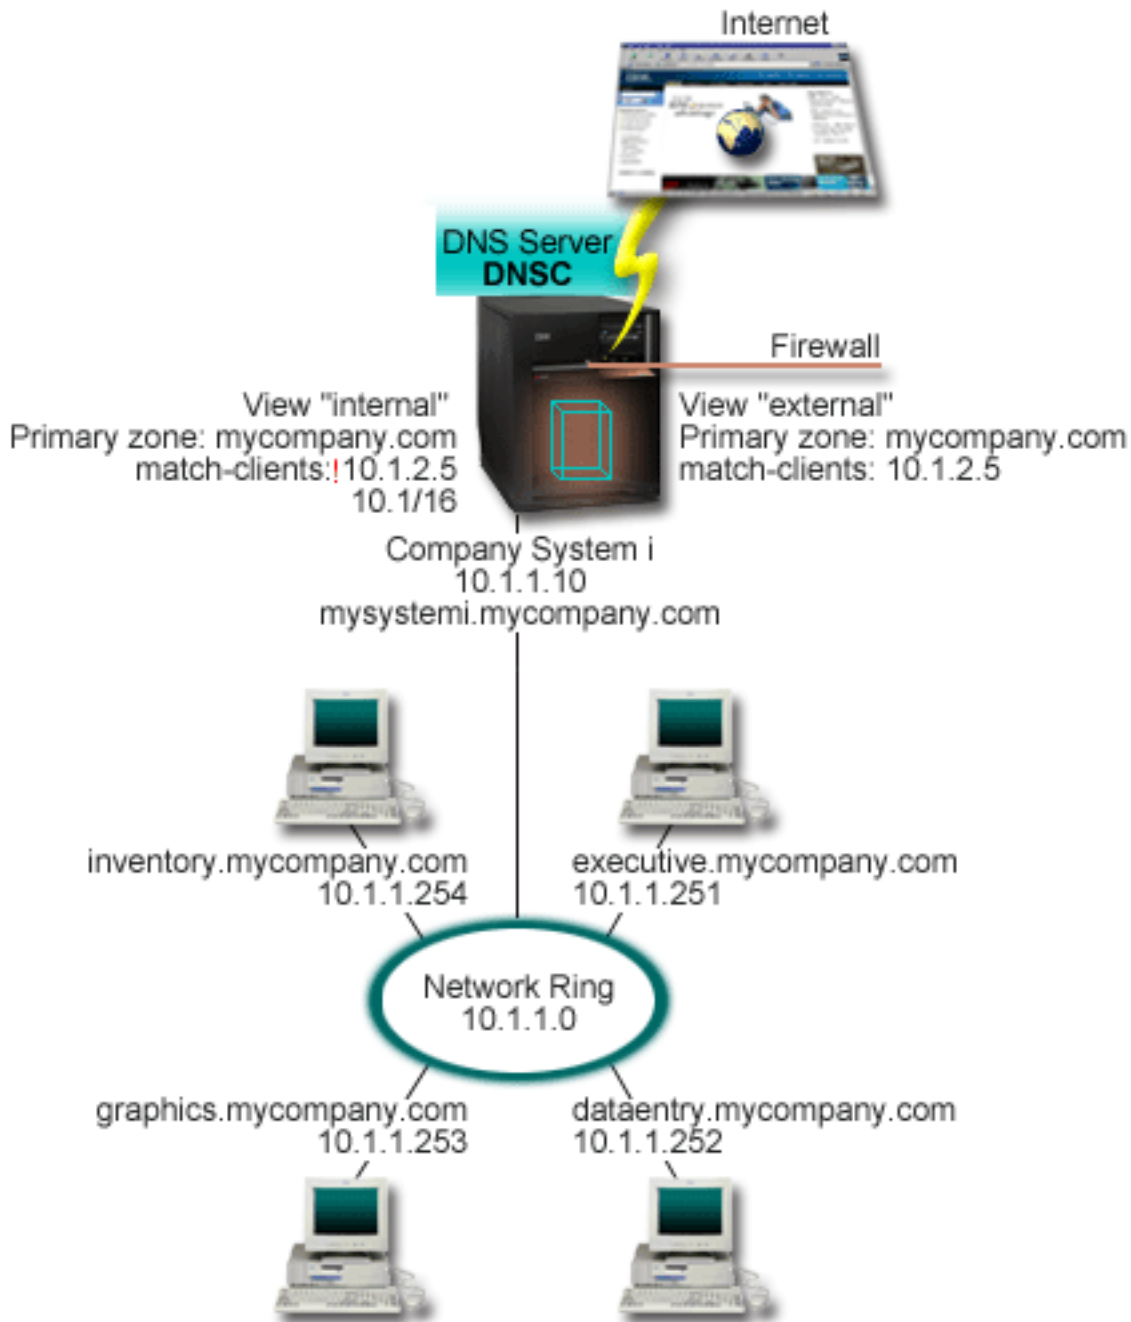 Internet
DNS Server
DNSC
Firewall
View "internal"
Primary zone: mycompany.com
match-clients:!10.1.2.5
10.1/16
View "external"
Primary zone: mycompany.com
match-clients: 10.1.2.5
Company System i
10.1.1.10
mysystemi.mycompany.com
inventory.mycompany.com
10.1.1.254
executive.mycompany.com
10.1.1.251
Network Ring
10.1.1.0
graphics.mycompany.com
10.1.1.253
dataentry.mycompany.com
10.1.1.252